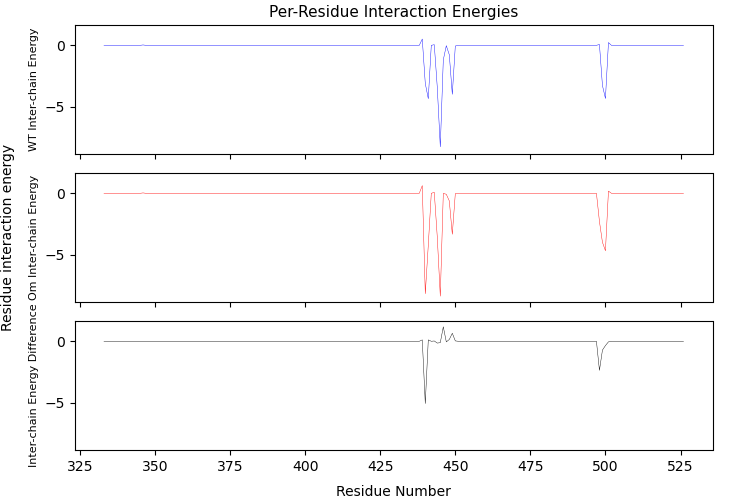 Per-Residue Interaction Energies
Residue interaction energy
WT Inter-chain Energy
0
−5
Om Inter-chain Energy
0
−5
Inter-chain Energy Difference
0
−5
325
350
375
400
425
450
475
500
525
Residue Number